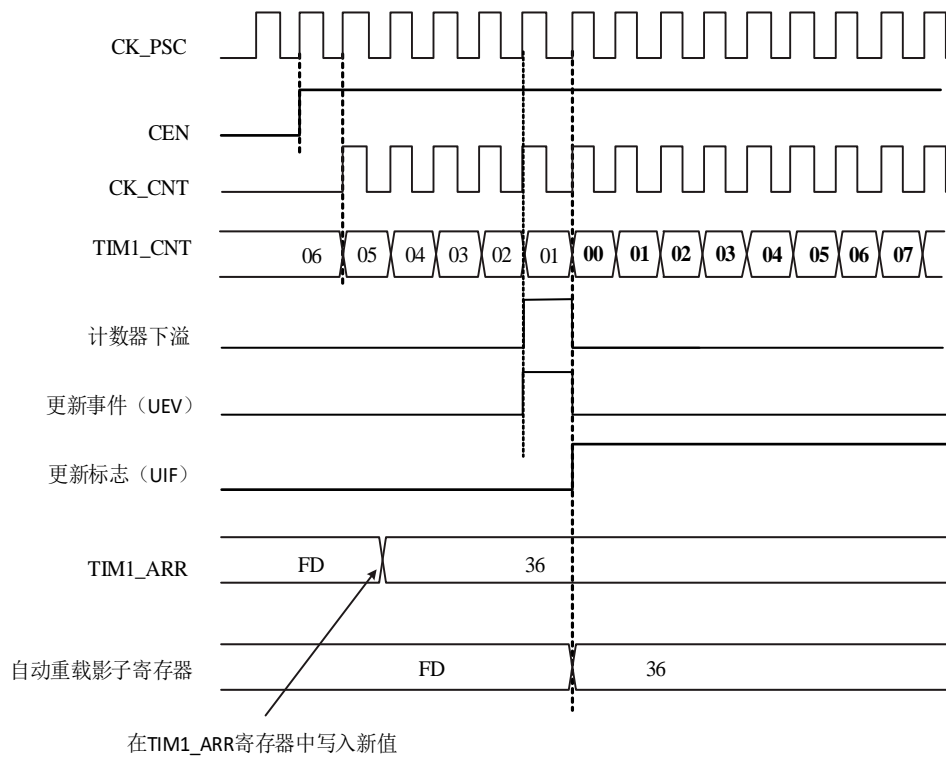 CK_PSC
CEN
CK_CNT
TIM1_CNT 06 05 04 03 02 01 00 01 02 03 04 05 06 07
计数器下溢
更新事件（UEV）
更新标志（UIF）
TIM1_ARR FD 36
自动重载影子寄存器 FD 36
在TIM1_ARR寄存器中写入新值